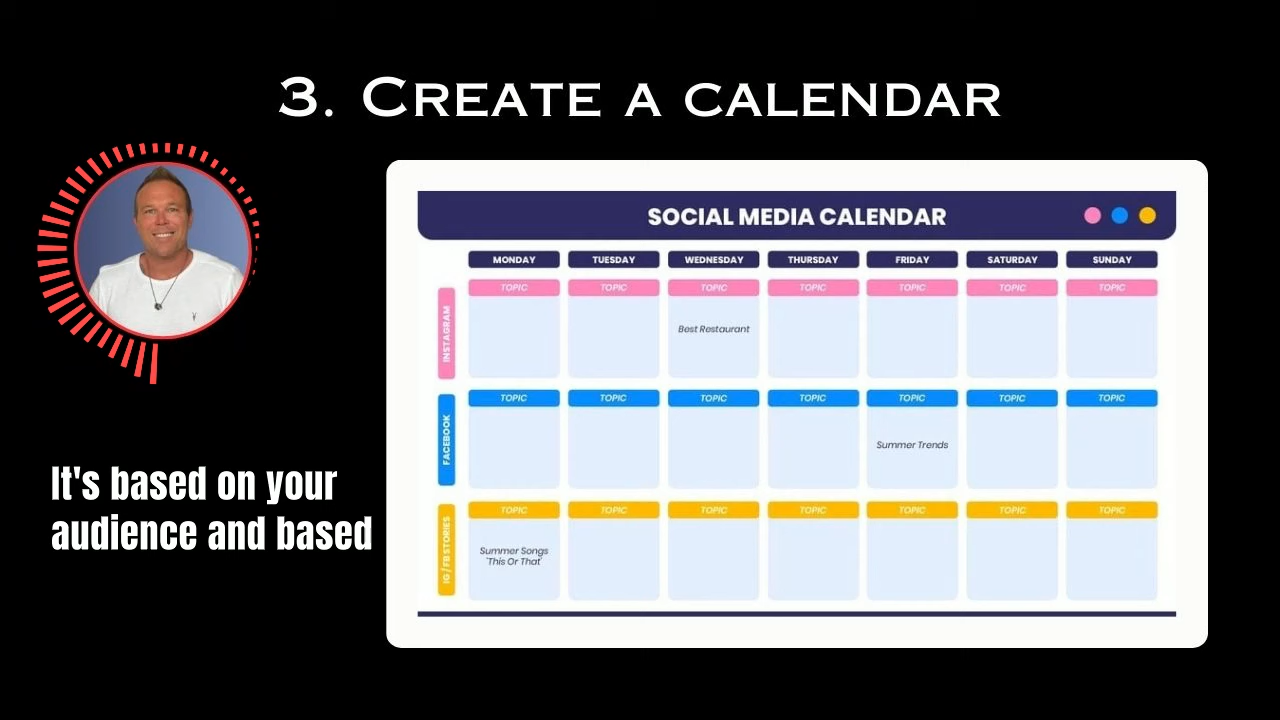 3. CREATE A CALENDAR
SOCIAL MEDIA CALENDAR
MONDAY TUESDAY WEDNESDAY THURSDAY FRIDAY SATURDAY SUNDAY
INSTAGRAM
TOPIC TOPIC TOPIC TOPIC TOPIC TOPIC TOPIC
Best Restaurant
FACEBOOK
TOPIC TOPIC TOPIC TOPIC TOPIC TOPIC TOPIC
Summer Trends
IG / FB STORIES
TOPIC TOPIC TOPIC TOPIC TOPIC TOPIC TOPIC
Summer Songs
'This Or That'
It's based on your
audience and based